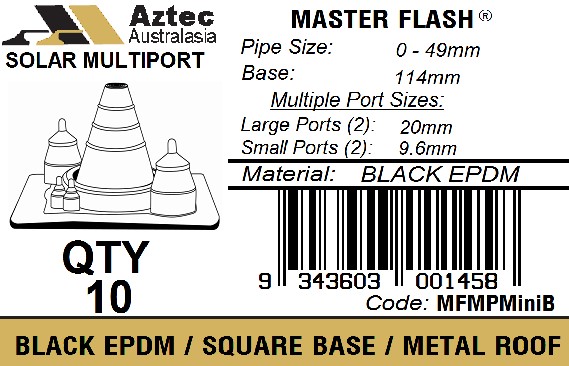 Aztec
Australasia
SOLAR MULTIPORT
QTY
10
MASTER FLASH ®
Pipe Size: 0 - 49mm
Base: 114mm
Multiple Port Sizes:
Large Ports (2): 20mm
Small Ports (2): 9.6mm
Material: BLACK EPDM
9 343603 001458
Code: MFMPMiniB
BLACK EPDM / SQUARE BASE / METAL ROOF